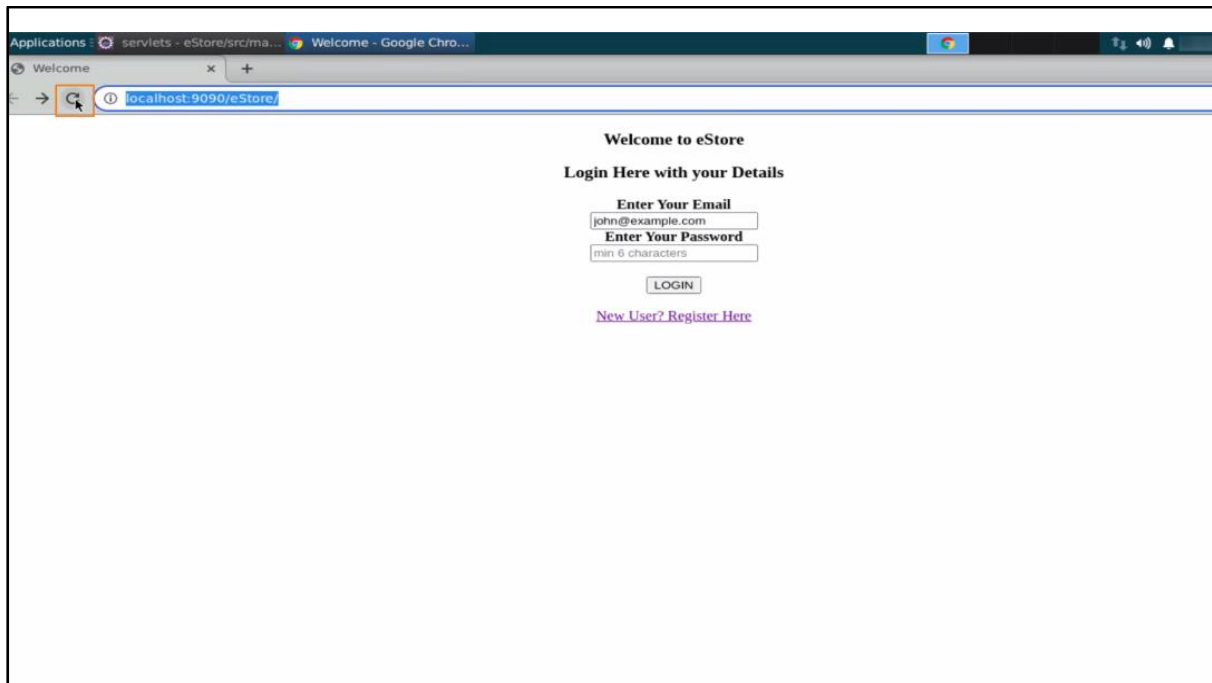 Applications servlets - eStore/src/ma... Welcome - Google Chro...
Welcome
localhost:9090/eStore/
Welcome to eStore
Login Here with your Details
Enter Your Email
john@example.com
Enter Your Password
min 6 characters
LOGIN
New User? Register Here